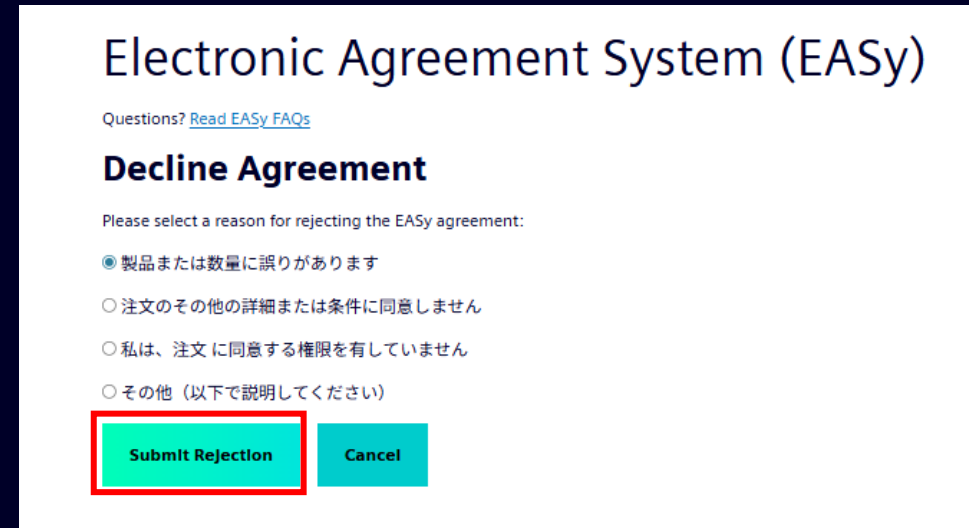 Electronic Agreement System (EASy)
Questions? Read EASy FAQs
Decline Agreement
Please select a reason for rejecting the EASy agreement:
製品または数量に誤りがあります
注文のその他の詳細または条件に同意しません
私は、注文 に同意する権限を有していません
その他（以下で説明してください）
Submit Rejection Cancel